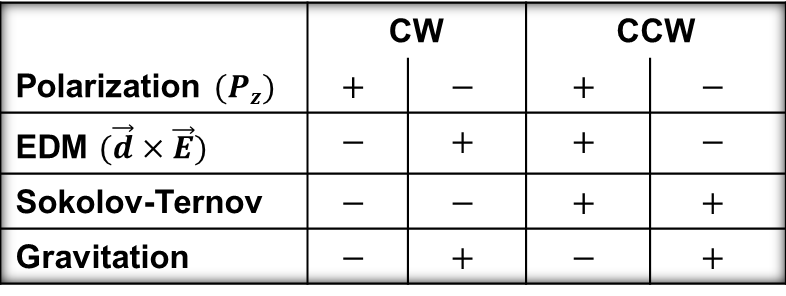 CW CCW
Polarization (P_z) + − + −
EDM (d⃗ × E⃗) − + + −
Sokolov-Ternov − − + +
Gravitation − + − +